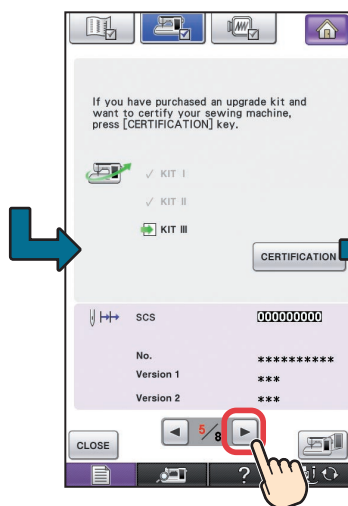 If you have purchased an upgrade kit and
want to certify your sewing machine,
press [CERTIFICATION] key.
✓ KIT I
✓ KIT II
KIT III
CERTIFICATION
SCS 000000000
No. **********
Version 1 ***
Version 2 ***
5/8
CLOSE
?